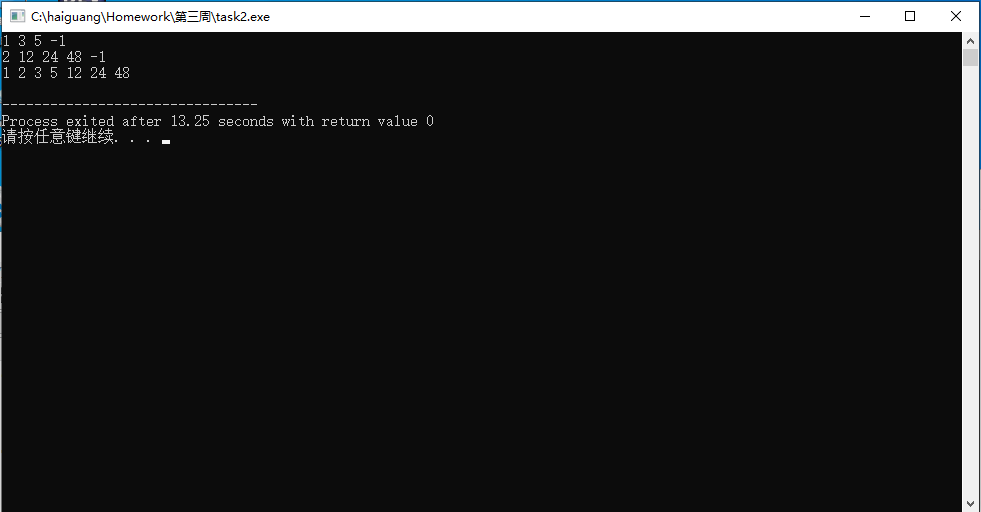 C:\haiguang\Homework\第三周\task2.exe
1 3 5 -1
2 12 24 48 -1
1 2 3 5 12 24 48
--------------------------------
Process exited after 13.25 seconds with return value 0
请按任意键继续. . .